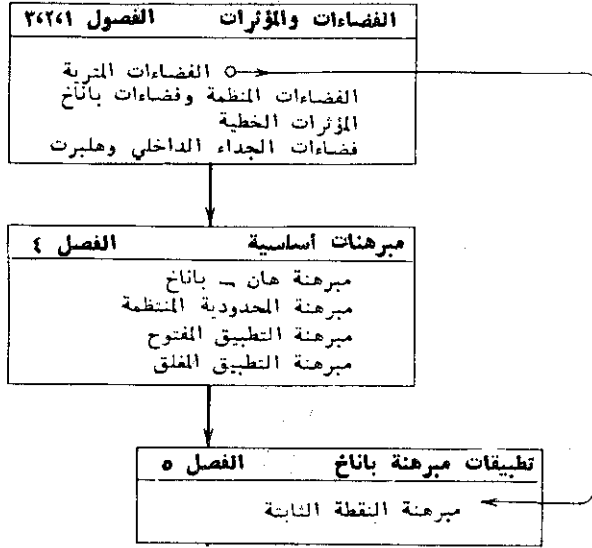 الفضاءات والمؤثرات الفصول ١،٢،٣
الفضاءات المترية
الفضاءات المنظمة وفضاءات باناخ
المؤثرات الخطية
فضاءات الجداء الداخلي وهلبرت
مبرهنات أساسية الفصل ٤
مبرهنة هان - باناخ
مبرهنة المحدودية المنتظمة
مبرهنة التطبيق المفتوح
مبرهنة التطبيق المغلق
تطبيقات مبرهنة باناخ الفصل ٥
مبرهنة النقطة الثابتة